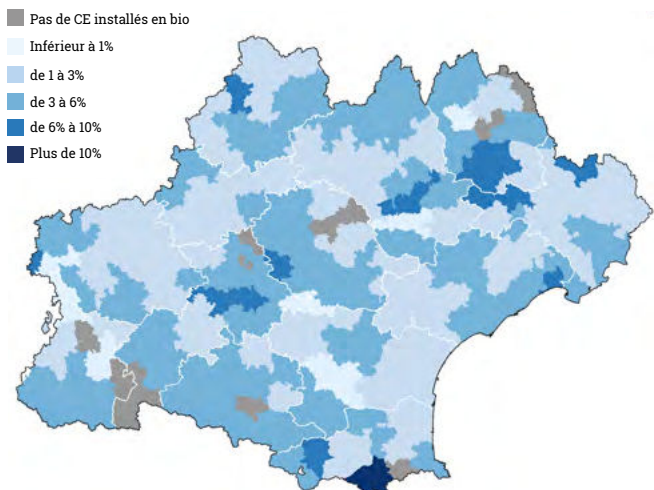 Pas de CE installés en bio
Inférieur à 1%
de 1 à 3%
de 3 à 6%
de 6% à 10%
Plus de 10%